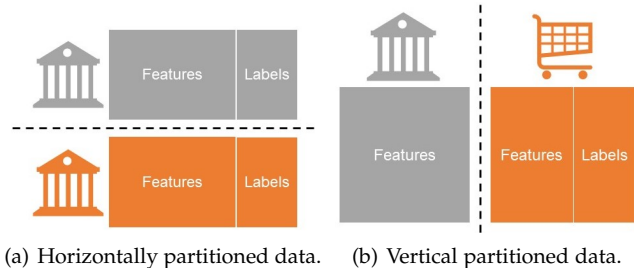 Features Labels
Features Labels
(a) Horizontally partitioned data.
Features Features Labels
(b) Vertical partitioned data.